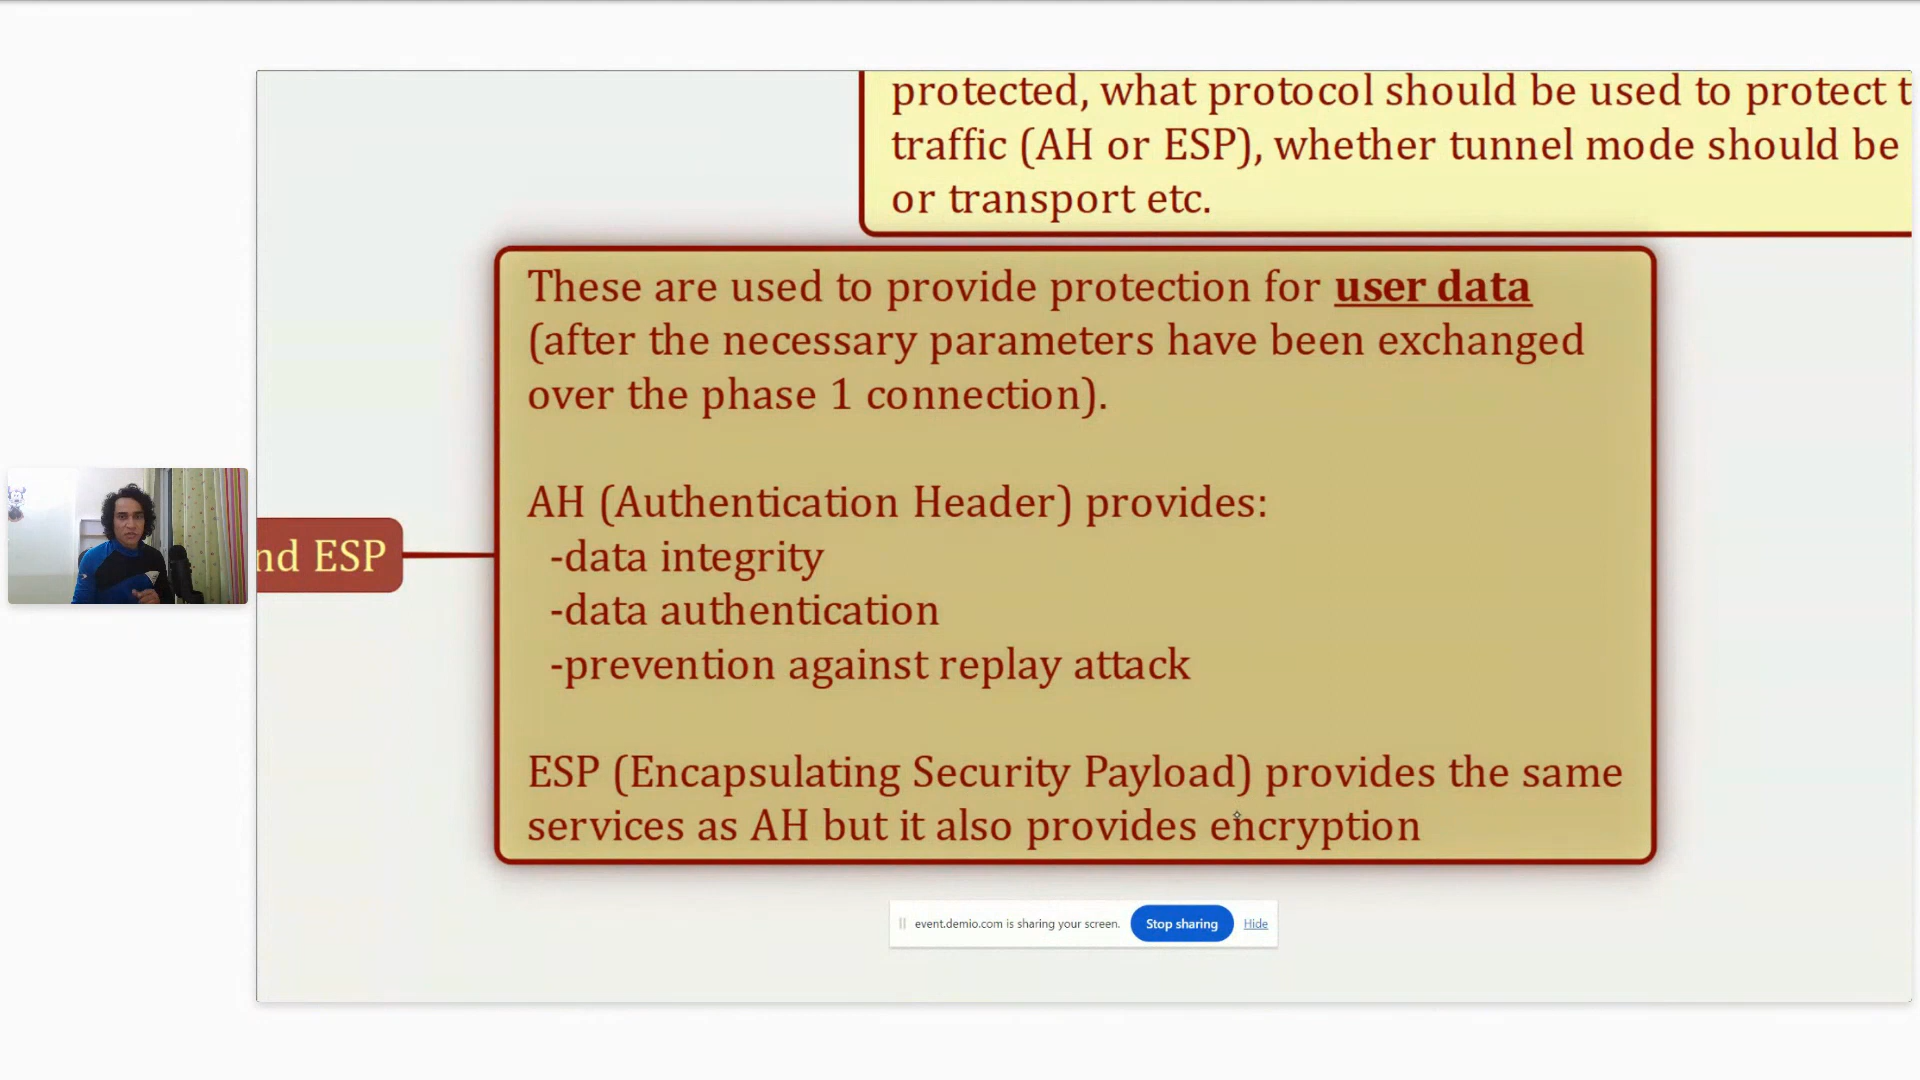 protected, what protocol should be used to protect t
traffic (AH or ESP), whether tunnel mode should be
or transport etc.
These are used to provide protection for user data
(after the necessary parameters have been exchanged
over the phase 1 connection).
AH (Authentication Header) provides:
-data integrity
-data authentication
-prevention against replay attack
ESP (Encapsulating Security Payload) provides the same
services as AH but it also provides encryption
nd ESP
event.demio.com is sharing your screen.
Stop sharing
Hide